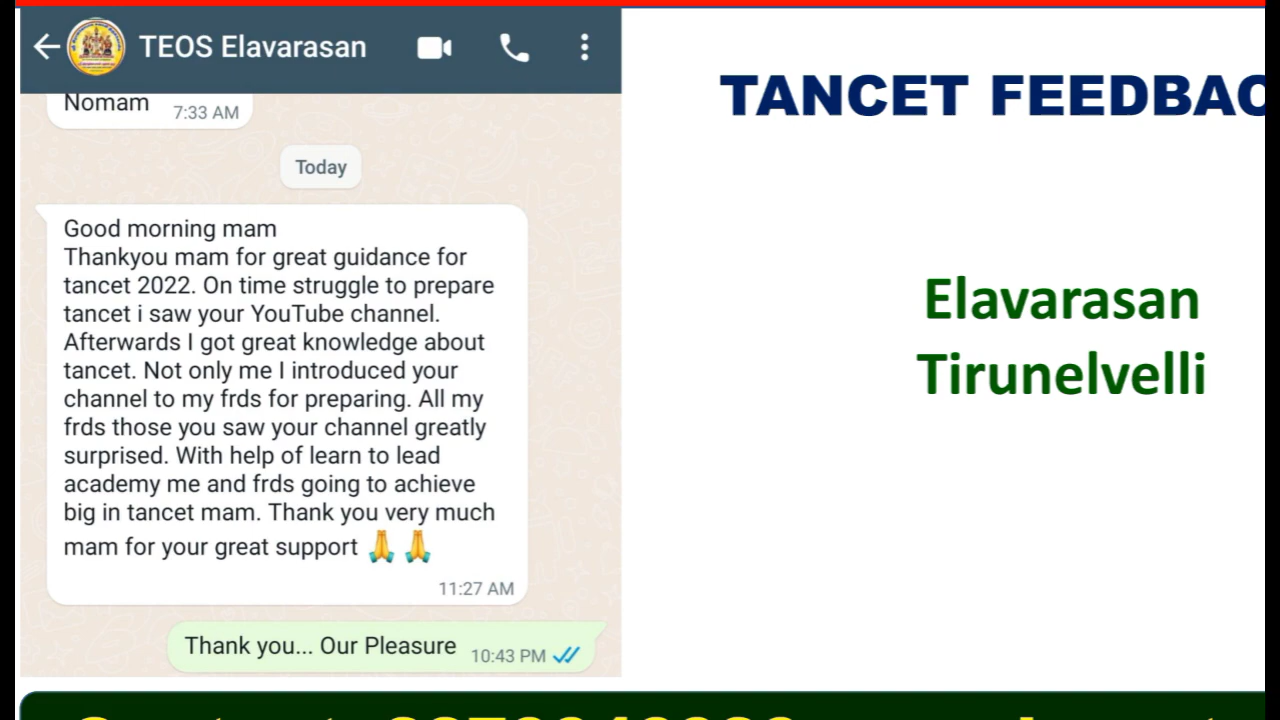 TEOS Elavarasan
Nomam 7:33 AM
Today
Good morning mam
Thankyou mam for great guidance for
tancet 2022. On time struggle to prepare
tancet i saw your YouTube channel.
Afterwards I got great knowledge about
tancet. Not only me I introduced your
channel to my frds for preparing. All my
frds those you saw your channel greatly
surprised. With help of learn to lead
academy me and frds going to achieve
big in tancet mam. Thank you very much
mam for your great support 🙏 🙏
11:27 AM
Thank you... Our Pleasure 10:43 PM
TANCET FEEDBAC
Elavarasan
Tirunelvelli